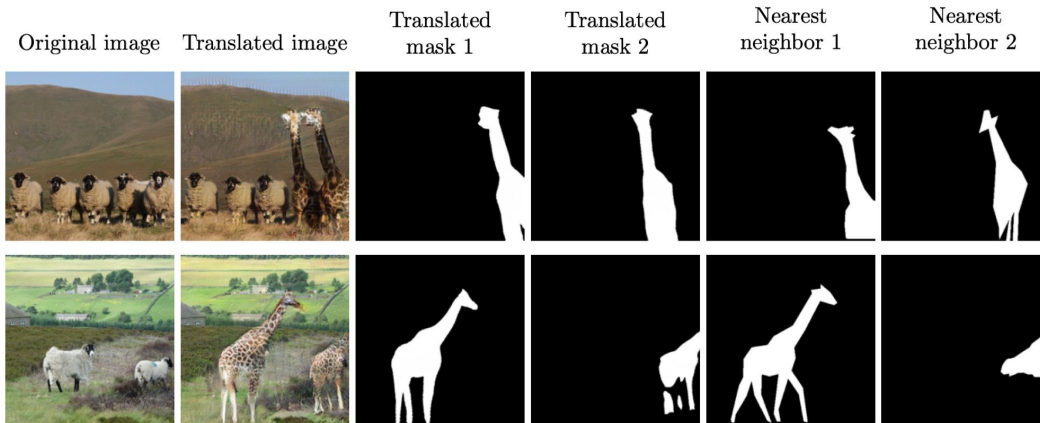 Original image
Translated image
Translated
mask 1
Translated
mask 2
Nearest
neighbor 1
Nearest
neighbor 2